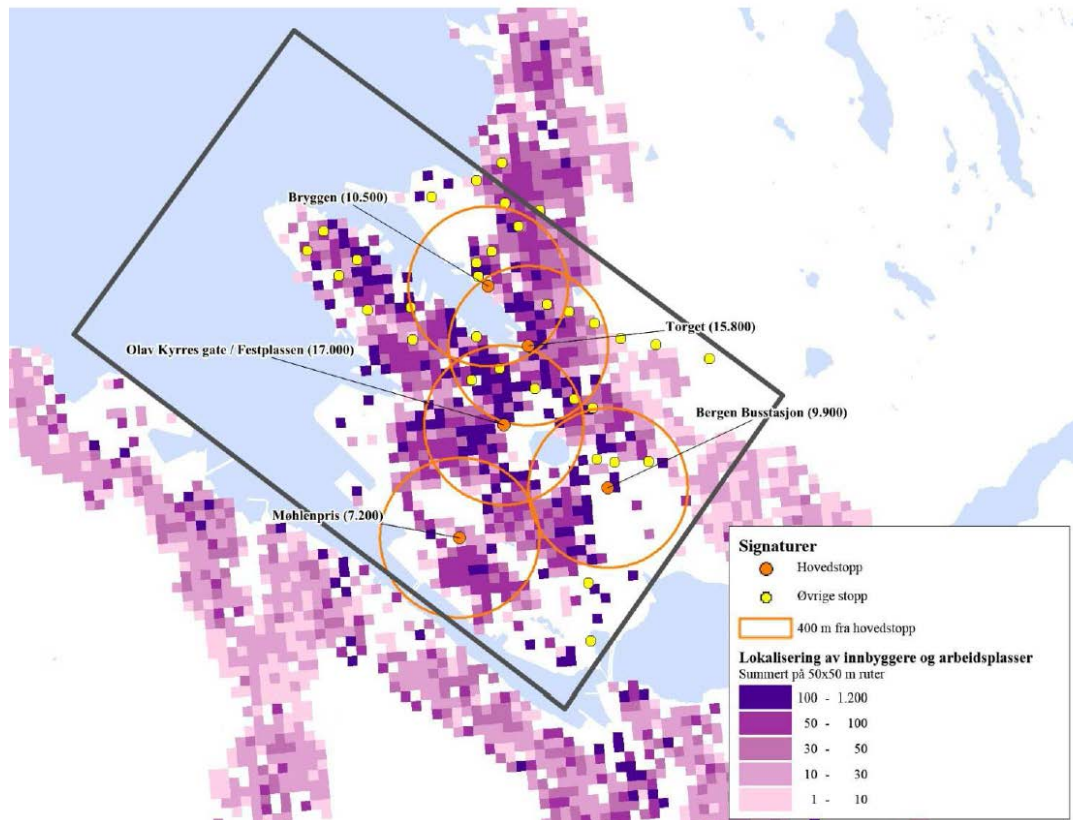 Bryggen (10.500)
Torget (15.800)
Olav Kyrres gate / Festplassen (17.000)
Bergen Busstasjon (9.900)
Møhlenpris (7.200)
Signaturer
Hovedstopp
Øvrige stopp
400 m fra hovedstopp
Lokalisering av innbyggere og arbeidsplasser
Summert på 50x50 m ruter
100 - 1.200
50 - 100
30 - 50
10 - 30
1 - 10